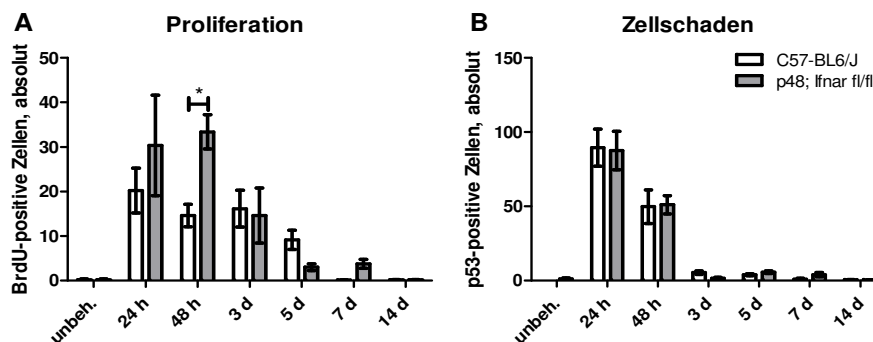 A
Proliferation
BrdU-positive Zellen, absolut
50
40
30
20
10
0
*
unbeh.
24 h
48 h
3 d
5 d
7 d
14 d
B
Zellschaden
p53-positive Zellen, absolut
150
100
50
0
C57-BL6/J
p48; Ifnar fl/fl
unbeh.
24 h
48 h
3 d
5 d
7 d
14 d